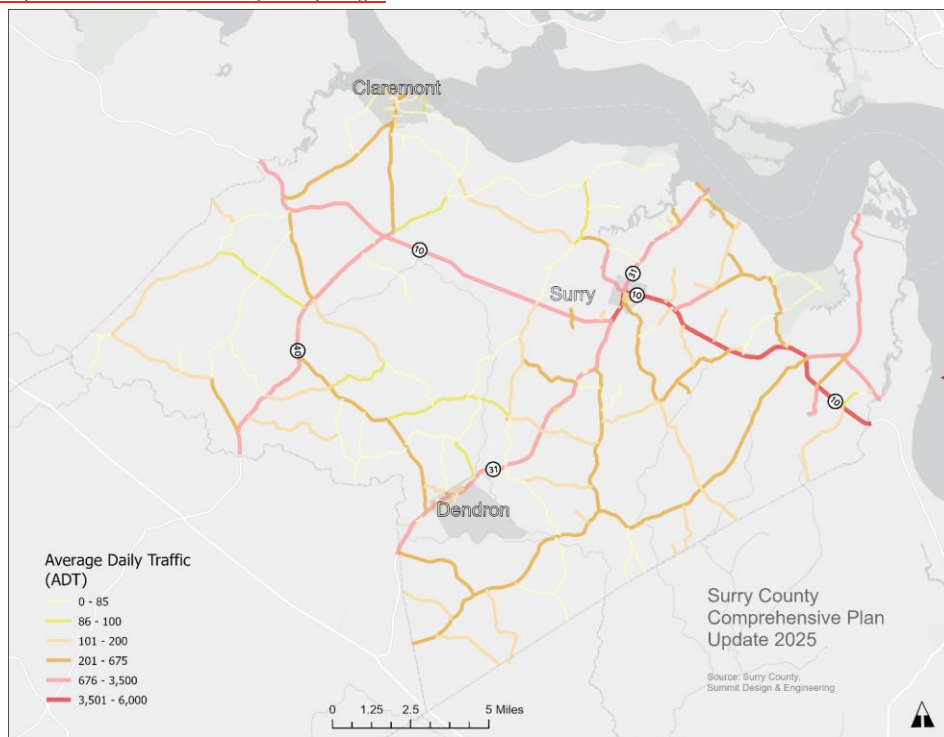 Claremont
10
31
Surry
10
40
10
31
Dendron
Average Daily Traffic
(ADT)
0 - 85
86 - 100
101 - 200
201 - 675
676 - 3,500
3,501 - 6,000
0 1.25 2.5 5 Miles
Surry County
Comprehensive Plan
Update 2025
Source: Surry County,
Summit Design & Engineering